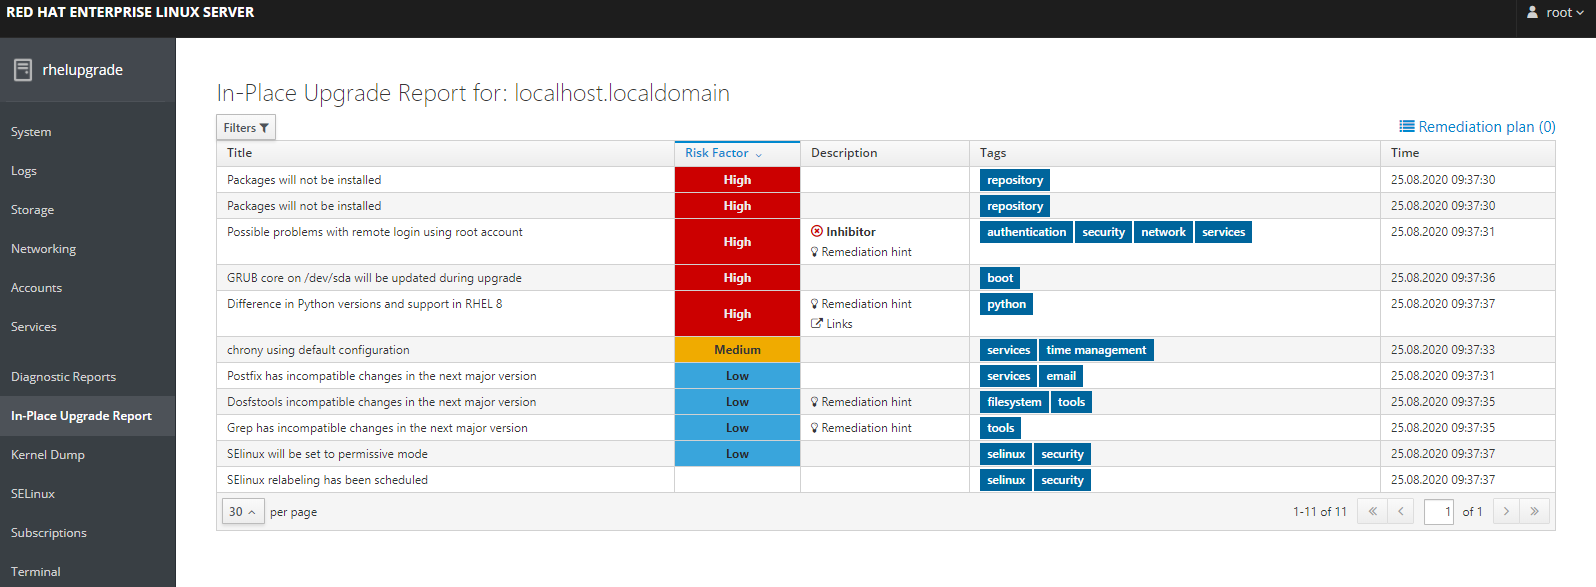 RED HAT ENTERPRISE LINUX SERVER
root
rhelupgrade
System
Logs
Storage
Networking
Accounts
Services
Diagnostic Reports
In-Place Upgrade Report
Kernel Dump
SELinux
Subscriptions
Terminal
In-Place Upgrade Report for: localhost.localdomain
Filters
Remediation plan (0)
Title Risk Factor Description Tags Time
Packages will not be installed High repository 25.08.2020 09:37:30
Packages will not be installed High repository 25.08.2020 09:37:30
Possible problems with remote login using root account High Inhibitor authentication security network services 25.08.2020 09:37:31
Remediation hint
GRUB core on /dev/sda will be updated during upgrade High boot 25.08.2020 09:37:36
Difference in Python versions and support in RHEL 8 High Remediation hint python 25.08.2020 09:37:37
Links
chrony using default configuration Medium services time management 25.08.2020 09:37:33
Postfix has incompatible changes in the next major version Low services email 25.08.2020 09:37:31
Dosfstools incompatible changes in the next major version Low Remediation hint filesystem tools 25.08.2020 09:37:35
Grep has incompatible changes in the next major version Low Remediation hint tools 25.08.2020 09:37:35
SElinux will be set to permissive mode Low selinux security 25.08.2020 09:37:37
SElinux relabeling has been scheduled selinux security 25.08.2020 09:37:37
30 per page 1-11 of 11 « ‹ 1 of 1 › »